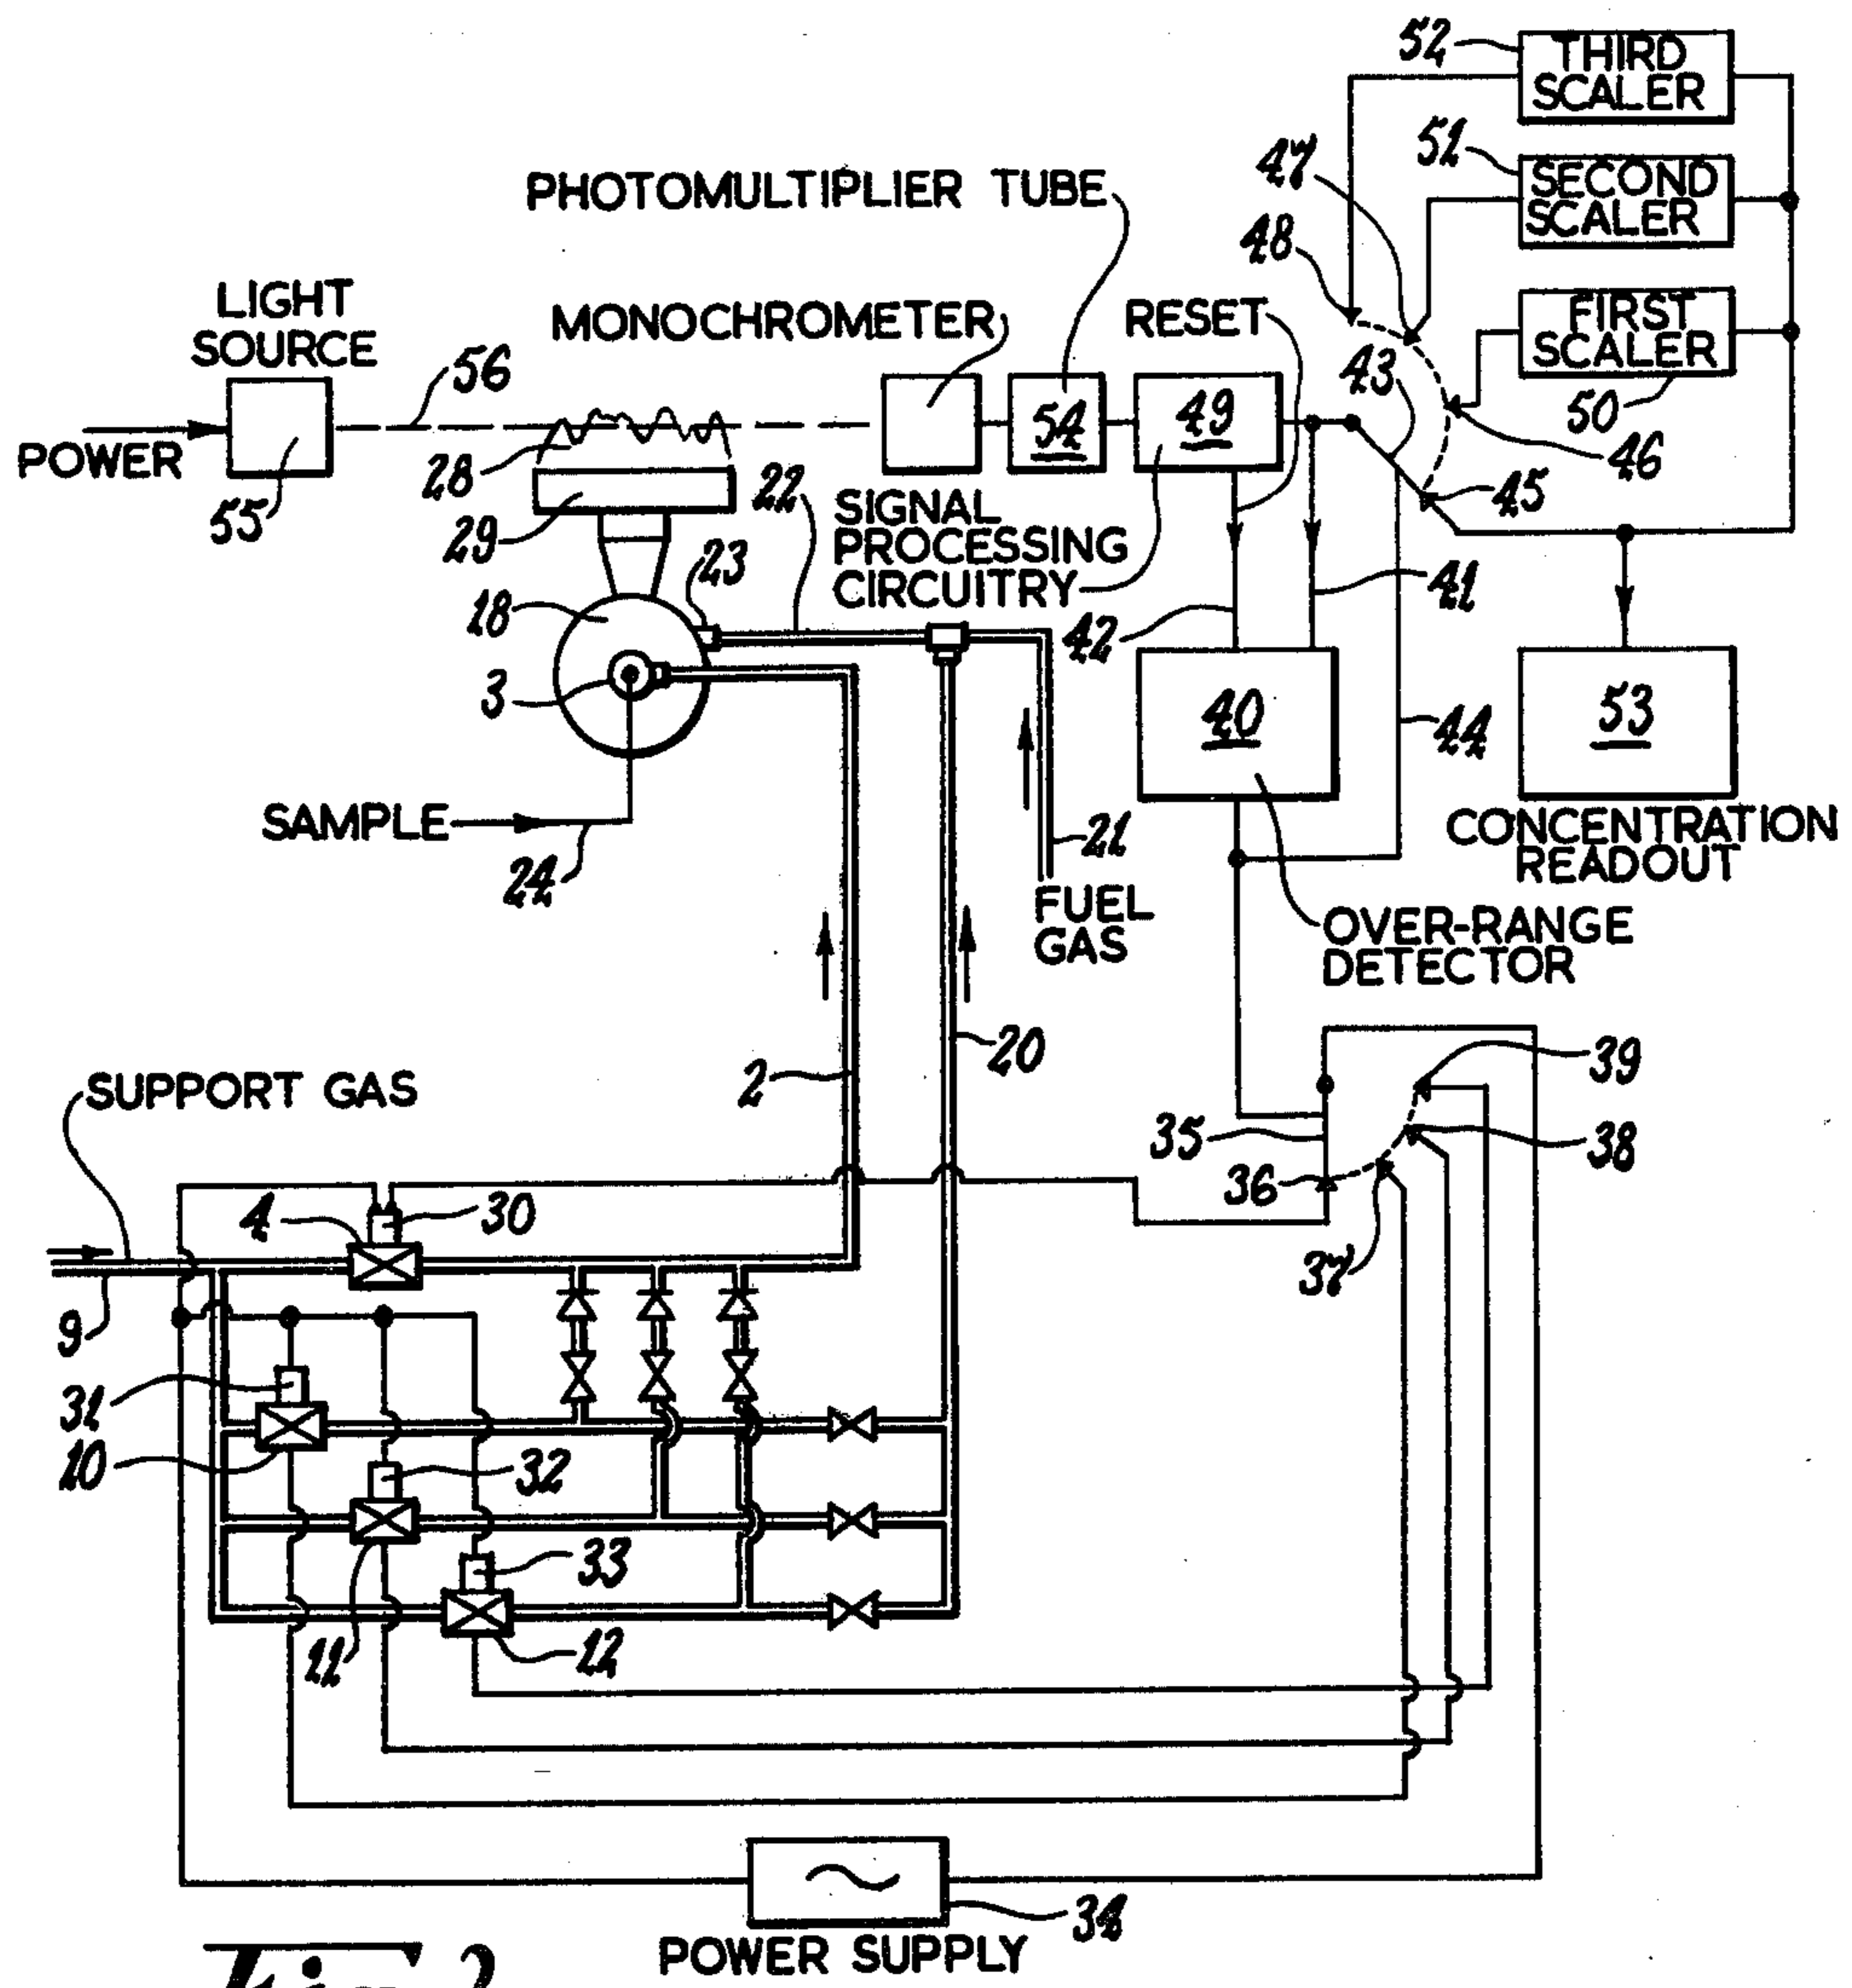 52
THIRD
SCALER
51
SECOND
SCALER
47
48
PHOTOMULTIPLIER TUBE
LIGHT
SOURCE
MONOCHROMETER
RESET
FIRST
SCALER
43
50
56
POWER
55
28
29
54
49
46
45
22
SIGNAL
PROCESSING
CIRCUITRY
23
18
3
42
41
40
44
53
SAMPLE
24
21
FUEL
GAS
CONCENTRATION
READOUT
OVER-RANGE
DETECTOR
2
20
SUPPORT GAS
39
35
38
36
37
4
30
9
31
10
32
33
11
12
34
POWER SUPPLY
Fig 2